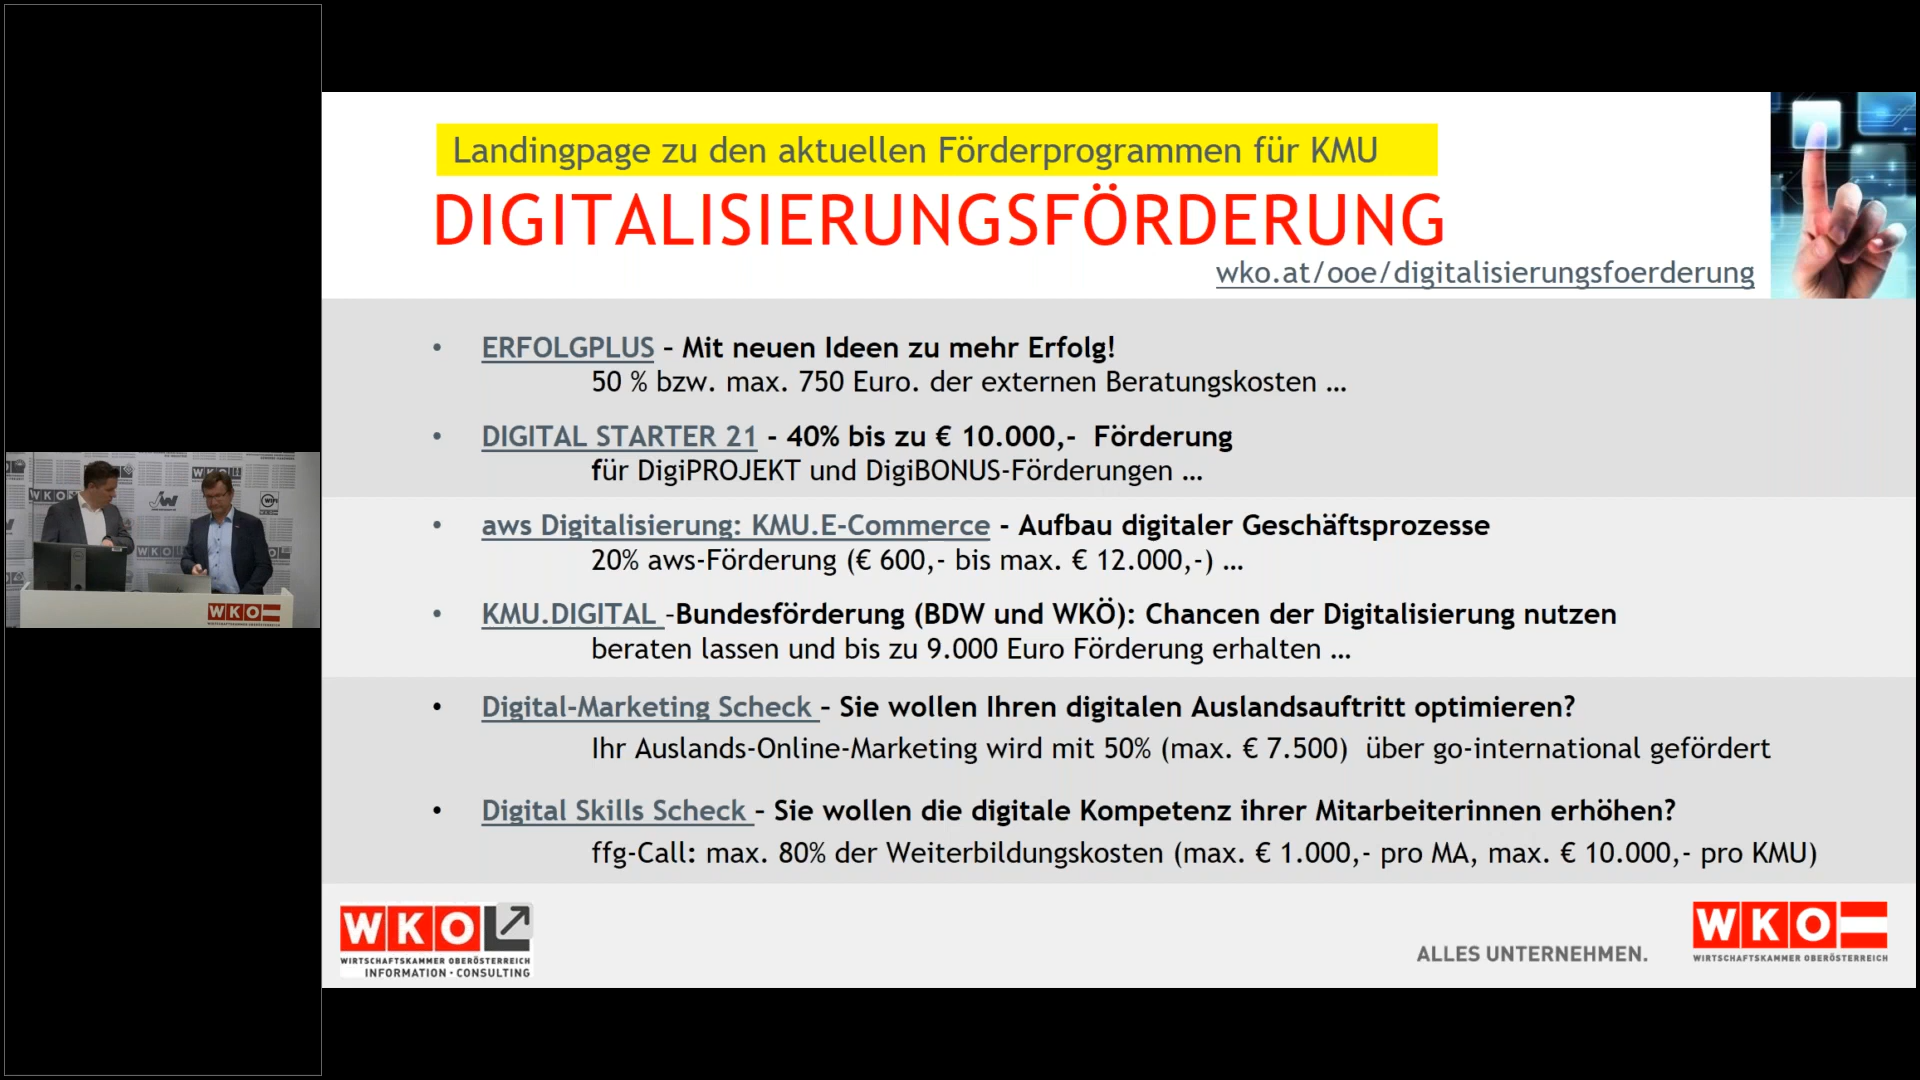 Landingpage zu den aktuellen Förderprogrammen für KMU
DIGITALISIERUNGSFÖRDERUNG
wko.at/ooe/digitalisierungsfoerderung
• ERFOLGPLUS – Mit neuen Ideen zu mehr Erfolg!
50 % bzw. max. 750 Euro. der externen Beratungskosten …
• DIGITAL STARTER 21 - 40% bis zu € 10.000,- Förderung
für DigiPROJEKT und DigiBONUS-Förderungen …
• aws Digitalisierung: KMU.E-Commerce - Aufbau digitaler Geschäftsprozesse
20% aws-Förderung (€ 600,- bis max. € 12.000,-) …
• KMU.DIGITAL –Bundesförderung (BDW und WKÖ): Chancen der Digitalisierung nutzen
beraten lassen und bis zu 9.000 Euro Förderung erhalten …
• Digital-Marketing Scheck – Sie wollen Ihren digitalen Auslandsauftritt optimieren?
Ihr Auslands-Online-Marketing wird mit 50% (max. € 7.500) über go-international gefördert
• Digital Skills Scheck – Sie wollen die digitale Kompetenz ihrer Mitarbeiterinnen erhöhen?
ffg-Call: max. 80% der Weiterbildungskosten (max. € 1.000,- pro MA, max. € 10.000,- pro KMU)
WKO
WIRTSCHAFTSKAMMER OBERÖSTERREICH
INFORMATION · CONSULTING
ALLES UNTERNEHMEN.
WKO
WIRTSCHAFTSKAMMER OBERÖSTERREICH
WKO
WKO
WKO
WKO